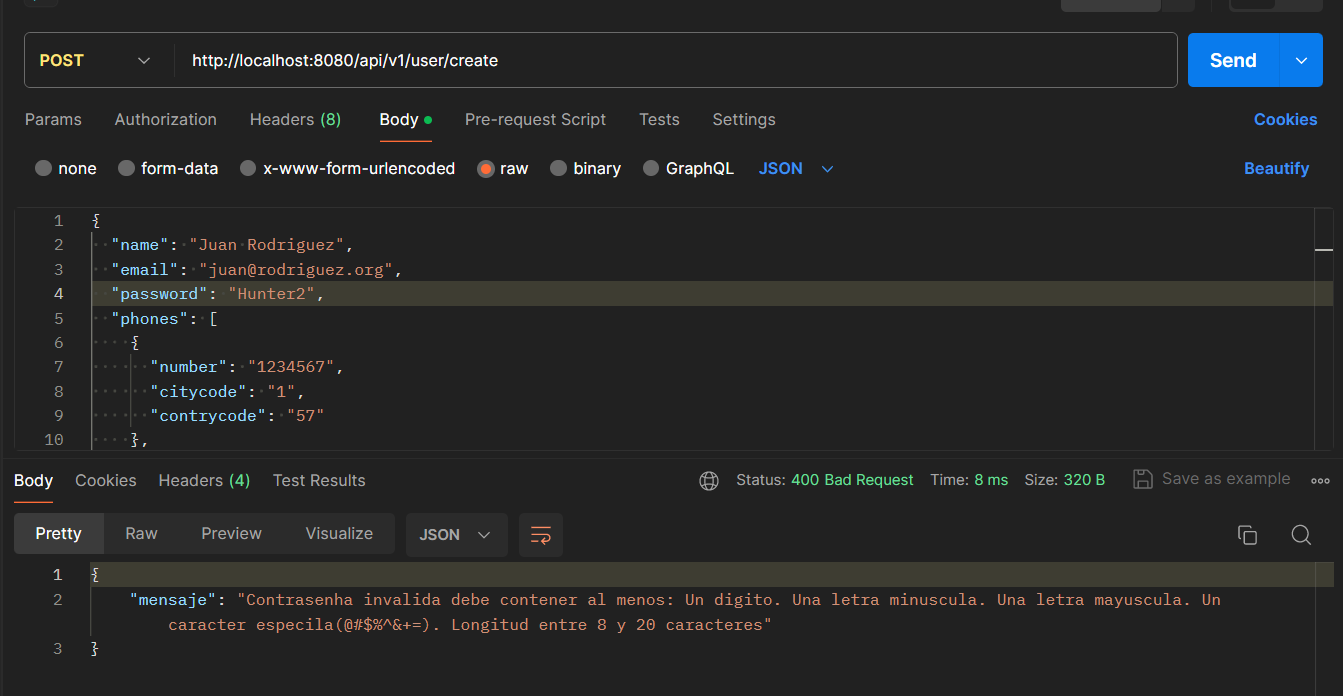 POST http://localhost:8080/api/v1/user/create Send
Params Authorization Headers (8) Body Pre-request Script Tests Settings Cookies
none form-data x-www-form-urlencoded raw binary GraphQL JSON Beautify
1 {
2 "name": "Juan Rodriguez",
3 "email": "juan@rodriguez.org",
4 "password": "Hunter2",
5 "phones": [
6 {
7 "number": "1234567",
8 "citycode": "1",
9 "contrycode": "57"
10 },
Body Cookies Headers (4) Test Results Status: 400 Bad Request Time: 8 ms Size: 320 B Save as example
Pretty Raw Preview Visualize JSON
1 {
2 "mensaje": "Contrasenha invalida debe contener al menos: Un digito. Una letra minuscula. Una letra mayuscula. Un
caracter especila(@#$%^&+=). Longitud entre 8 y 20 caracteres"
3 }